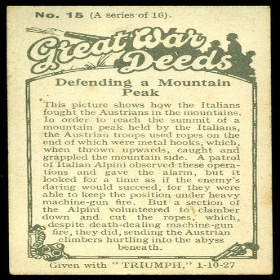 No. 15 (A series of 16).
Great War
Deeds
Defending a Mountain
Peak
This picture shows how the Italians
fought the Austrians in the mountains.
In order to reach the summit of a
mountain peak held by the Italians,
the Austrian troops used ropes on the
end of which were metal hooks, which,
when thrown upwards, caught and
grappled the mountain side. A patrol
of Italian Alpini observed these opera-
tions and gave the alarm, but it
looked for a time as if the enemy's
daring would succeed, for they were
able to keep the position under heavy
machine-gun fire. But a section of
the Alpini volunteered to clamber
down and cut the ropes, which,
despite death-dealing machine-gun
fire, they did, sending the Austrian
climbers hurtling into the abyss
beneath.
Given with "TRIUMPH," 1-10-27